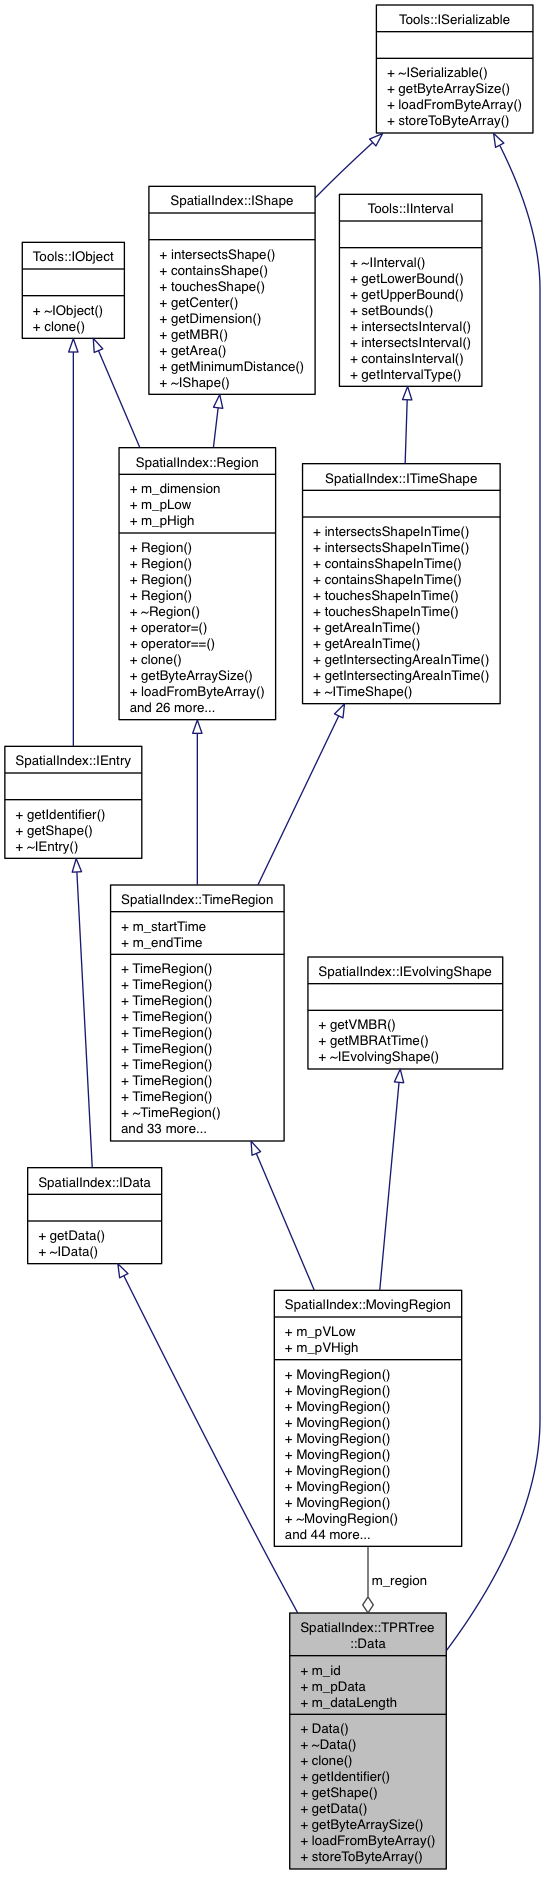 Tools::ISerializable
+ ~ISerializable()
+ getByteArraySize()
+ loadFromByteArray()
+ storeToByteArray()
SpatialIndex::IShape
+ intersectsShape()
+ containsShape()
+ touchesShape()
+ getCenter()
+ getDimension()
+ getMBR()
+ getArea()
+ getMinimumDistance()
+ ~IShape()
Tools::IInterval
+ ~IInterval()
+ getLowerBound()
+ getUpperBound()
+ setBounds()
+ intersectsInterval()
+ intersectsInterval()
+ containsInterval()
+ getIntervalType()
Tools::IObject
+ ~IObject()
+ clone()
SpatialIndex::Region
+ m_dimension
+ m_pLow
+ m_pHigh
+ Region()
+ Region()
+ Region()
+ Region()
+ ~Region()
+ operator=()
+ operator==()
+ clone()
+ getByteArraySize()
+ loadFromByteArray()
and 26 more...
SpatialIndex::ITimeShape
+ intersectsShapeInTime()
+ intersectsShapeInTime()
+ containsShapeInTime()
+ containsShapeInTime()
+ touchesShapeInTime()
+ touchesShapeInTime()
+ getAreaInTime()
+ getAreaInTime()
+ getIntersectingAreaInTime()
+ getIntersectingAreaInTime()
+ ~ITimeShape()
SpatialIndex::IEntry
+ getIdentifier()
+ getShape()
+ ~IEntry()
SpatialIndex::TimeRegion
+ m_startTime
+ m_endTime
+ TimeRegion()
+ TimeRegion()
+ TimeRegion()
+ TimeRegion()
+ TimeRegion()
+ TimeRegion()
+ TimeRegion()
+ TimeRegion()
+ TimeRegion()
+ ~TimeRegion()
and 33 more...
SpatialIndex::IEvolvingShape
+ getVMBR()
+ getMBRAtTime()
+ ~IEvolvingShape()
SpatialIndex::IData
+ getData()
+ ~IData()
SpatialIndex::MovingRegion
+ m_pVLow
+ m_pVHigh
+ MovingRegion()
+ MovingRegion()
+ MovingRegion()
+ MovingRegion()
+ MovingRegion()
+ MovingRegion()
+ MovingRegion()
+ MovingRegion()
+ MovingRegion()
+ ~MovingRegion()
and 44 more...
m_region
SpatialIndex::TPRTree
::Data
+ m_id
+ m_pData
+ m_dataLength
+ Data()
+ ~Data()
+ clone()
+ getIdentifier()
+ getShape()
+ getData()
+ getByteArraySize()
+ loadFromByteArray()
+ storeToByteArray()